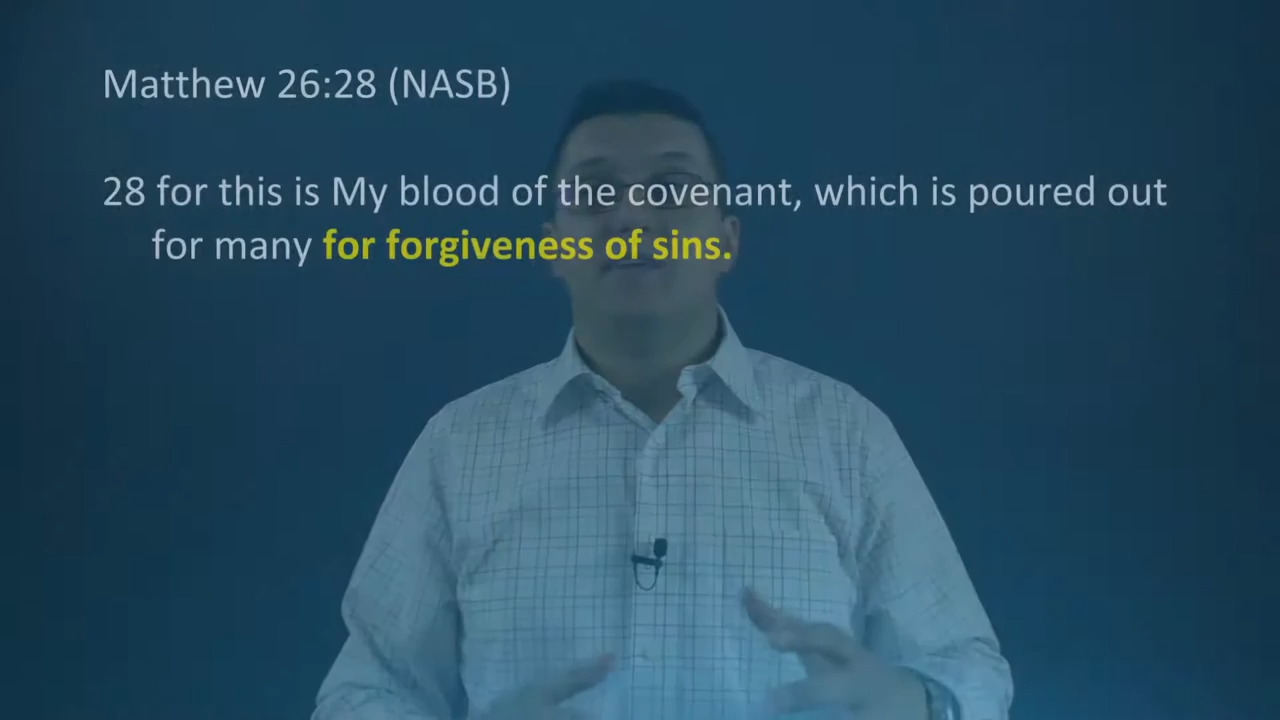 Matthew 26:28 (NASB)
28 for this is My blood of the covenant, which is poured out
for many for forgiveness of sins.